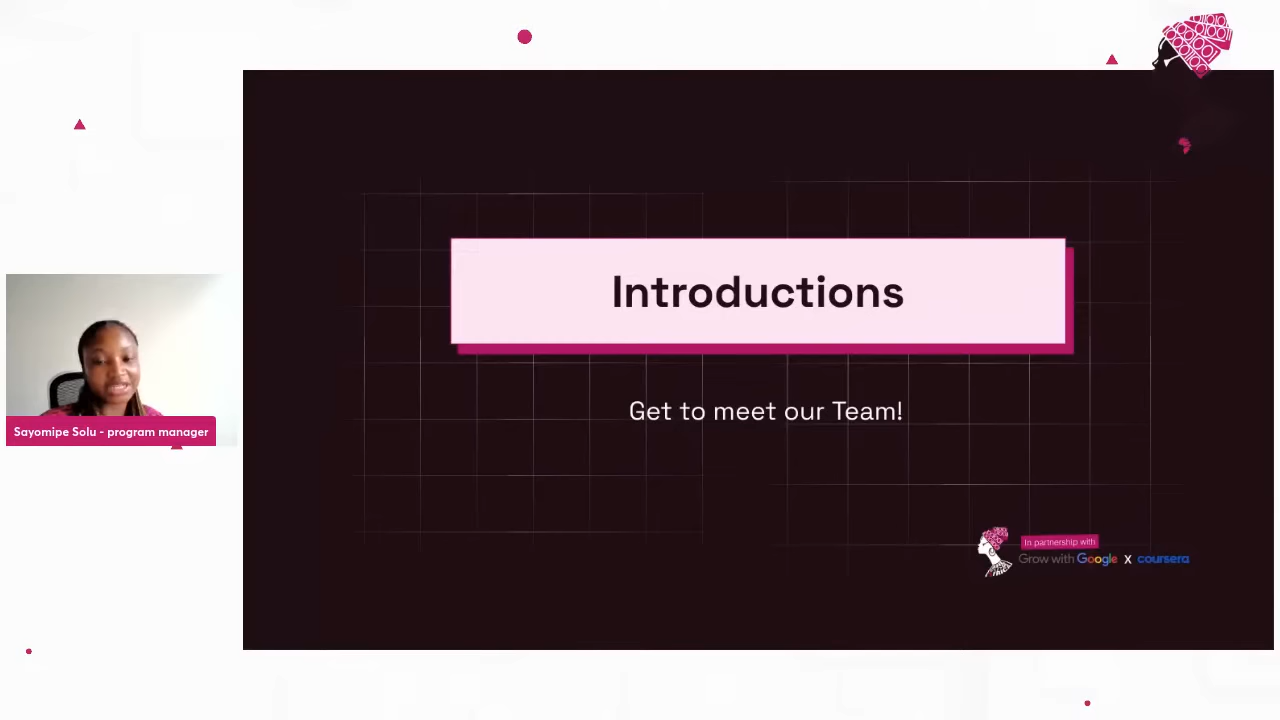 Introductions
Get to meet our Team!
Sayomipe Solu - program manager
In partnership with
Grow with Google X coursera